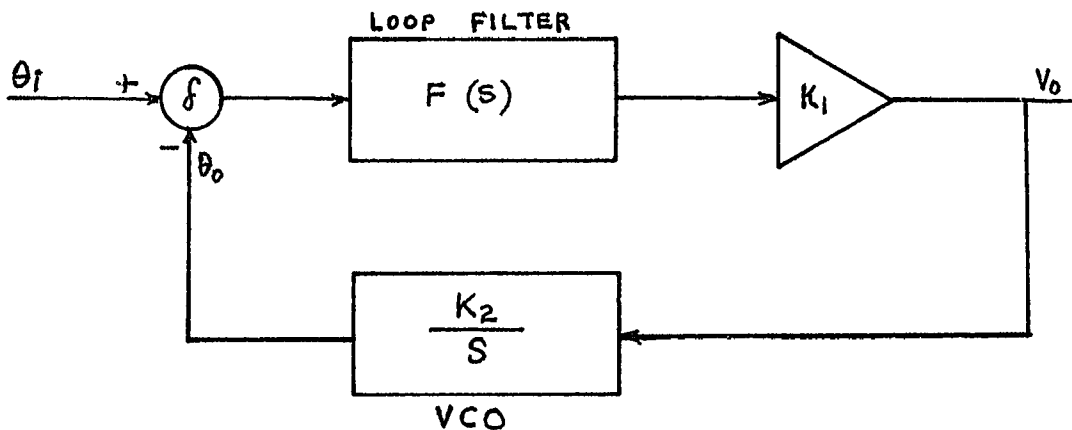 LOOP FILTER
θi + δ F (S) K1 V0
− θ0
K2
S
VCO